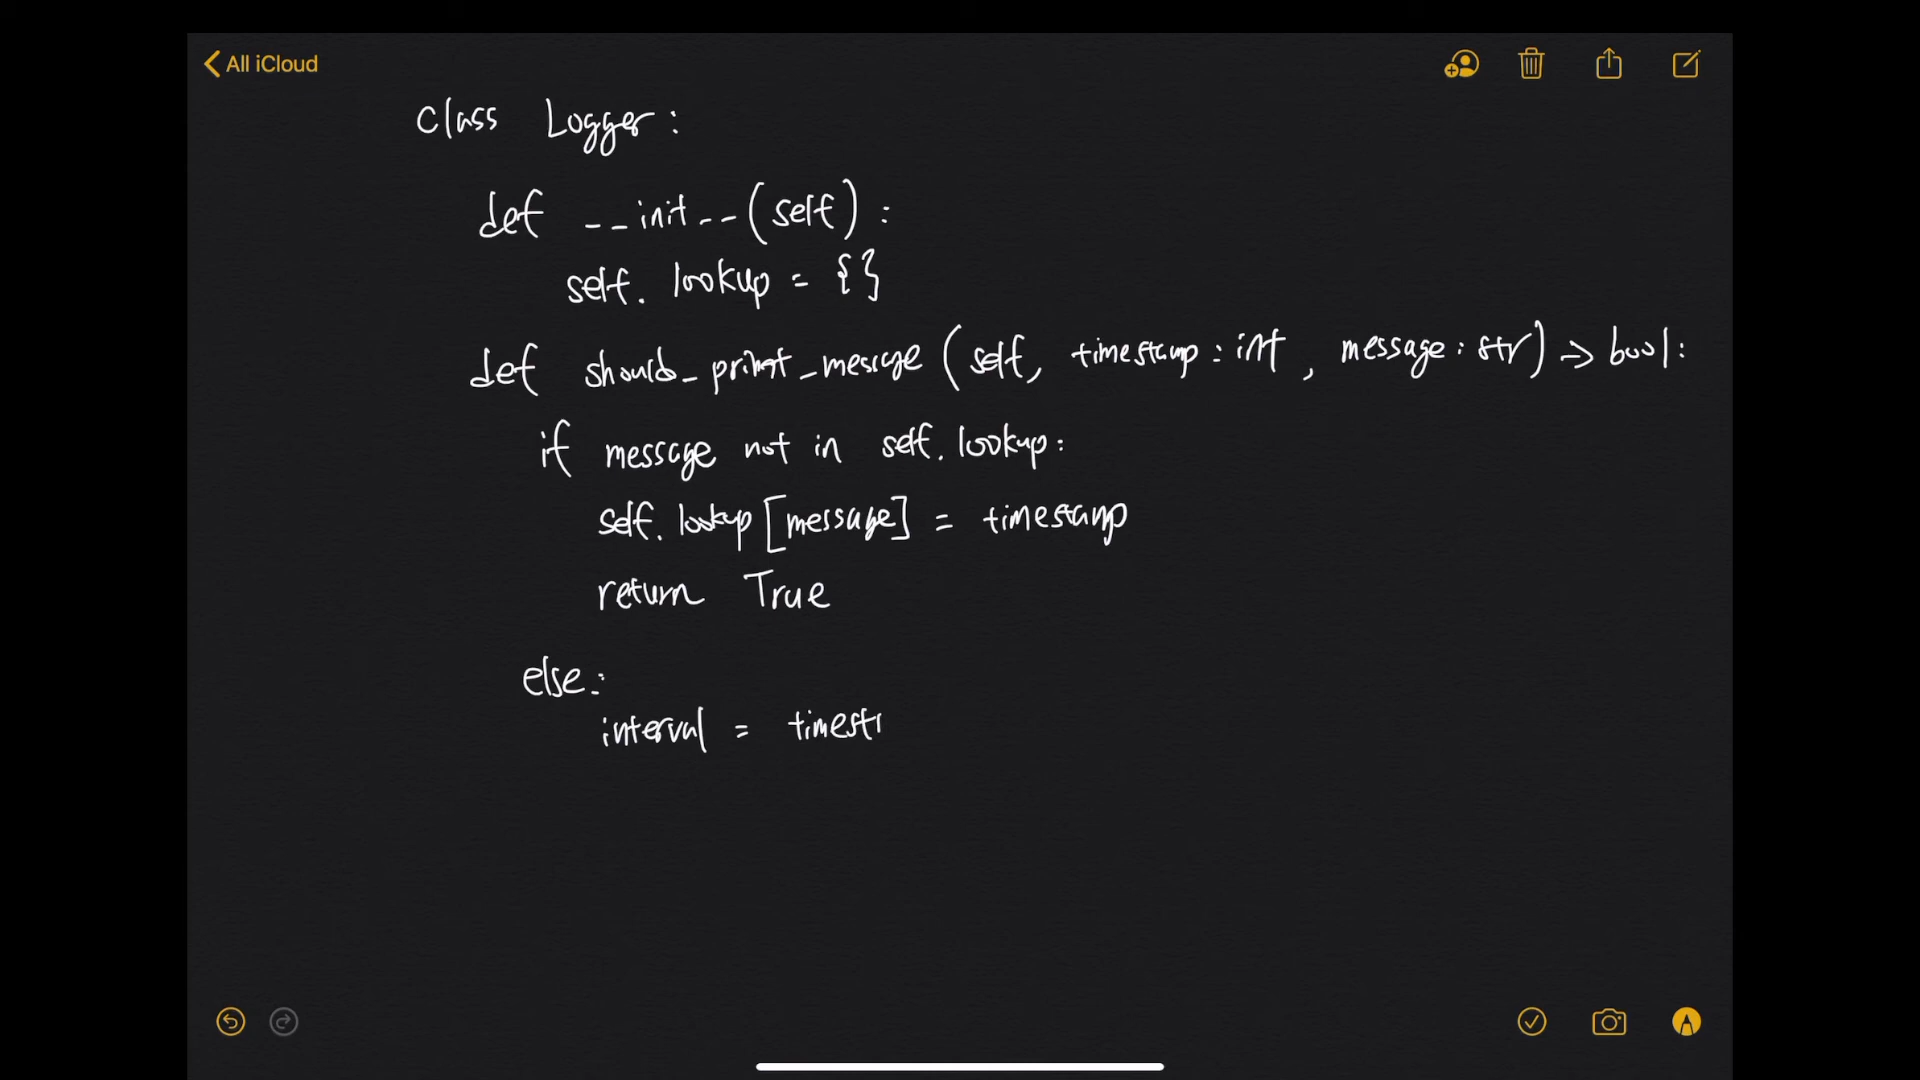 All iCloud
class Logger:
def __init__(self):
self.lookup = {}
def should_print_message(self, timestamp: int, message: str) -> bool:
if message not in self.lookup:
self.lookup[message] = timestamp
return True
else:
interval = timest